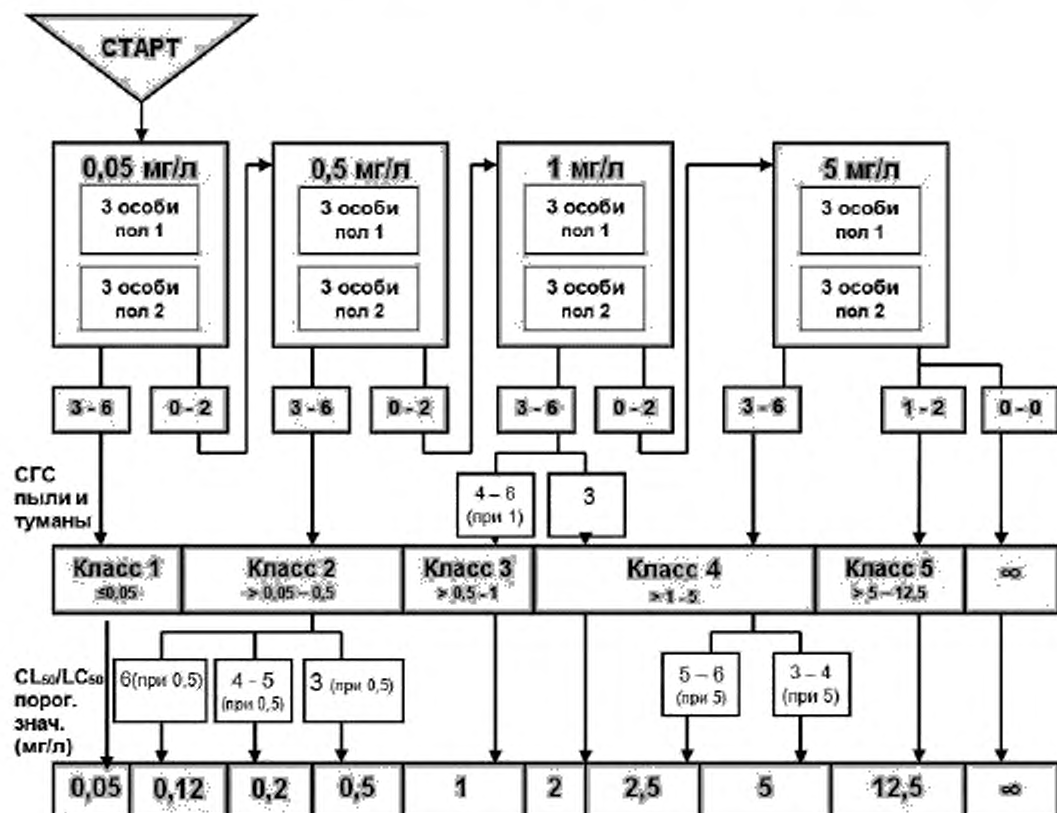 СТАРТ
0,05 мг/л
3 особи
пол 1
3 особи
пол 2
0,5 мг/л
3 особи
пол 1
3 особи
пол 2
1 мг/л
3 особи
пол 1
3 особи
пол 2
5 мг/л
3 особи
пол 1
3 особи
пол 2
3 - 6
0 - 2
3 - 6
0 - 2
3 - 6
0 - 2
3 - 6
1 - 2
0 - 0
4 – 6
(при 1)
3
СГС
пыли и
туманы
Класс 1
≤0,05
Класс 2
> 0,05 – 0,5
Класс 3
> 0,5 - 1
Класс 4
> 1 - 5
Класс 5
> 5 – 12,5
∞
CL50/LC50
порог.
знач.
(мг/л)
6(при 0,5)
4 - 5
(при 0,5)
3 (при 0,5)
5 – 6
(при 5)
3 – 4
(при 5)
0,05
0,12
0,2
0,5
1
2
2,5
5
12,5
∞